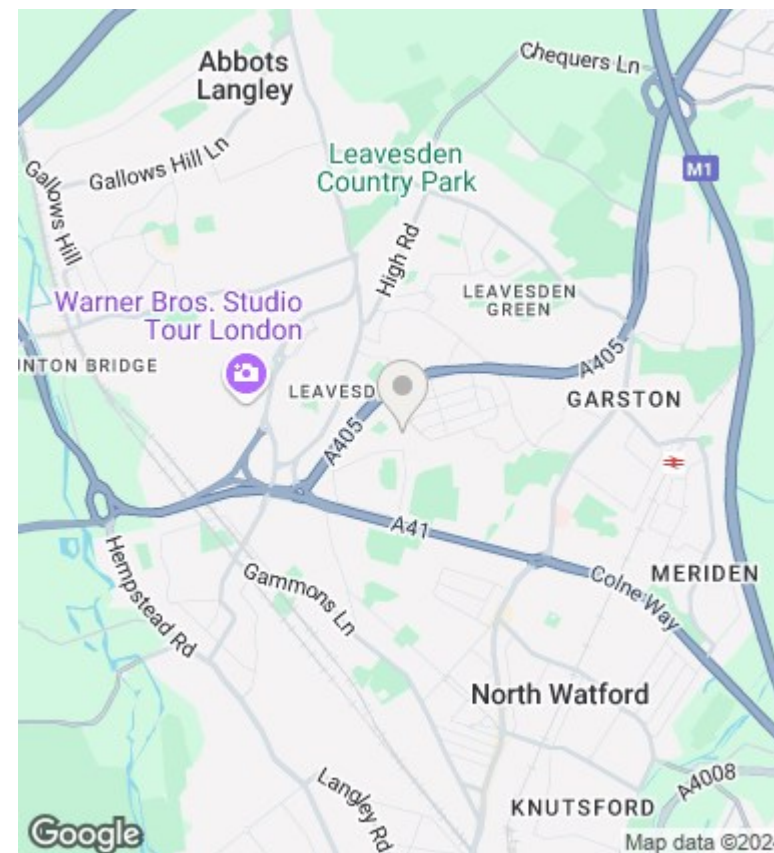 Abbots
Langley
Chequers Ln
Gallows Hill Ln
Gallows Hill
Leavesden
Country Park
M1
High Rd
LEAVESDEN
GREEN
Warner Bros. Studio
Tour London
NTON BRIDGE
LEAVESD
A405
A405
GARSTON
A41
Hempstead Rd
Gammons Ln
Colne Way
MERIDEN
North Watford
Langley Rd
KNUTSFORD
A4008
Google
Map data ©202